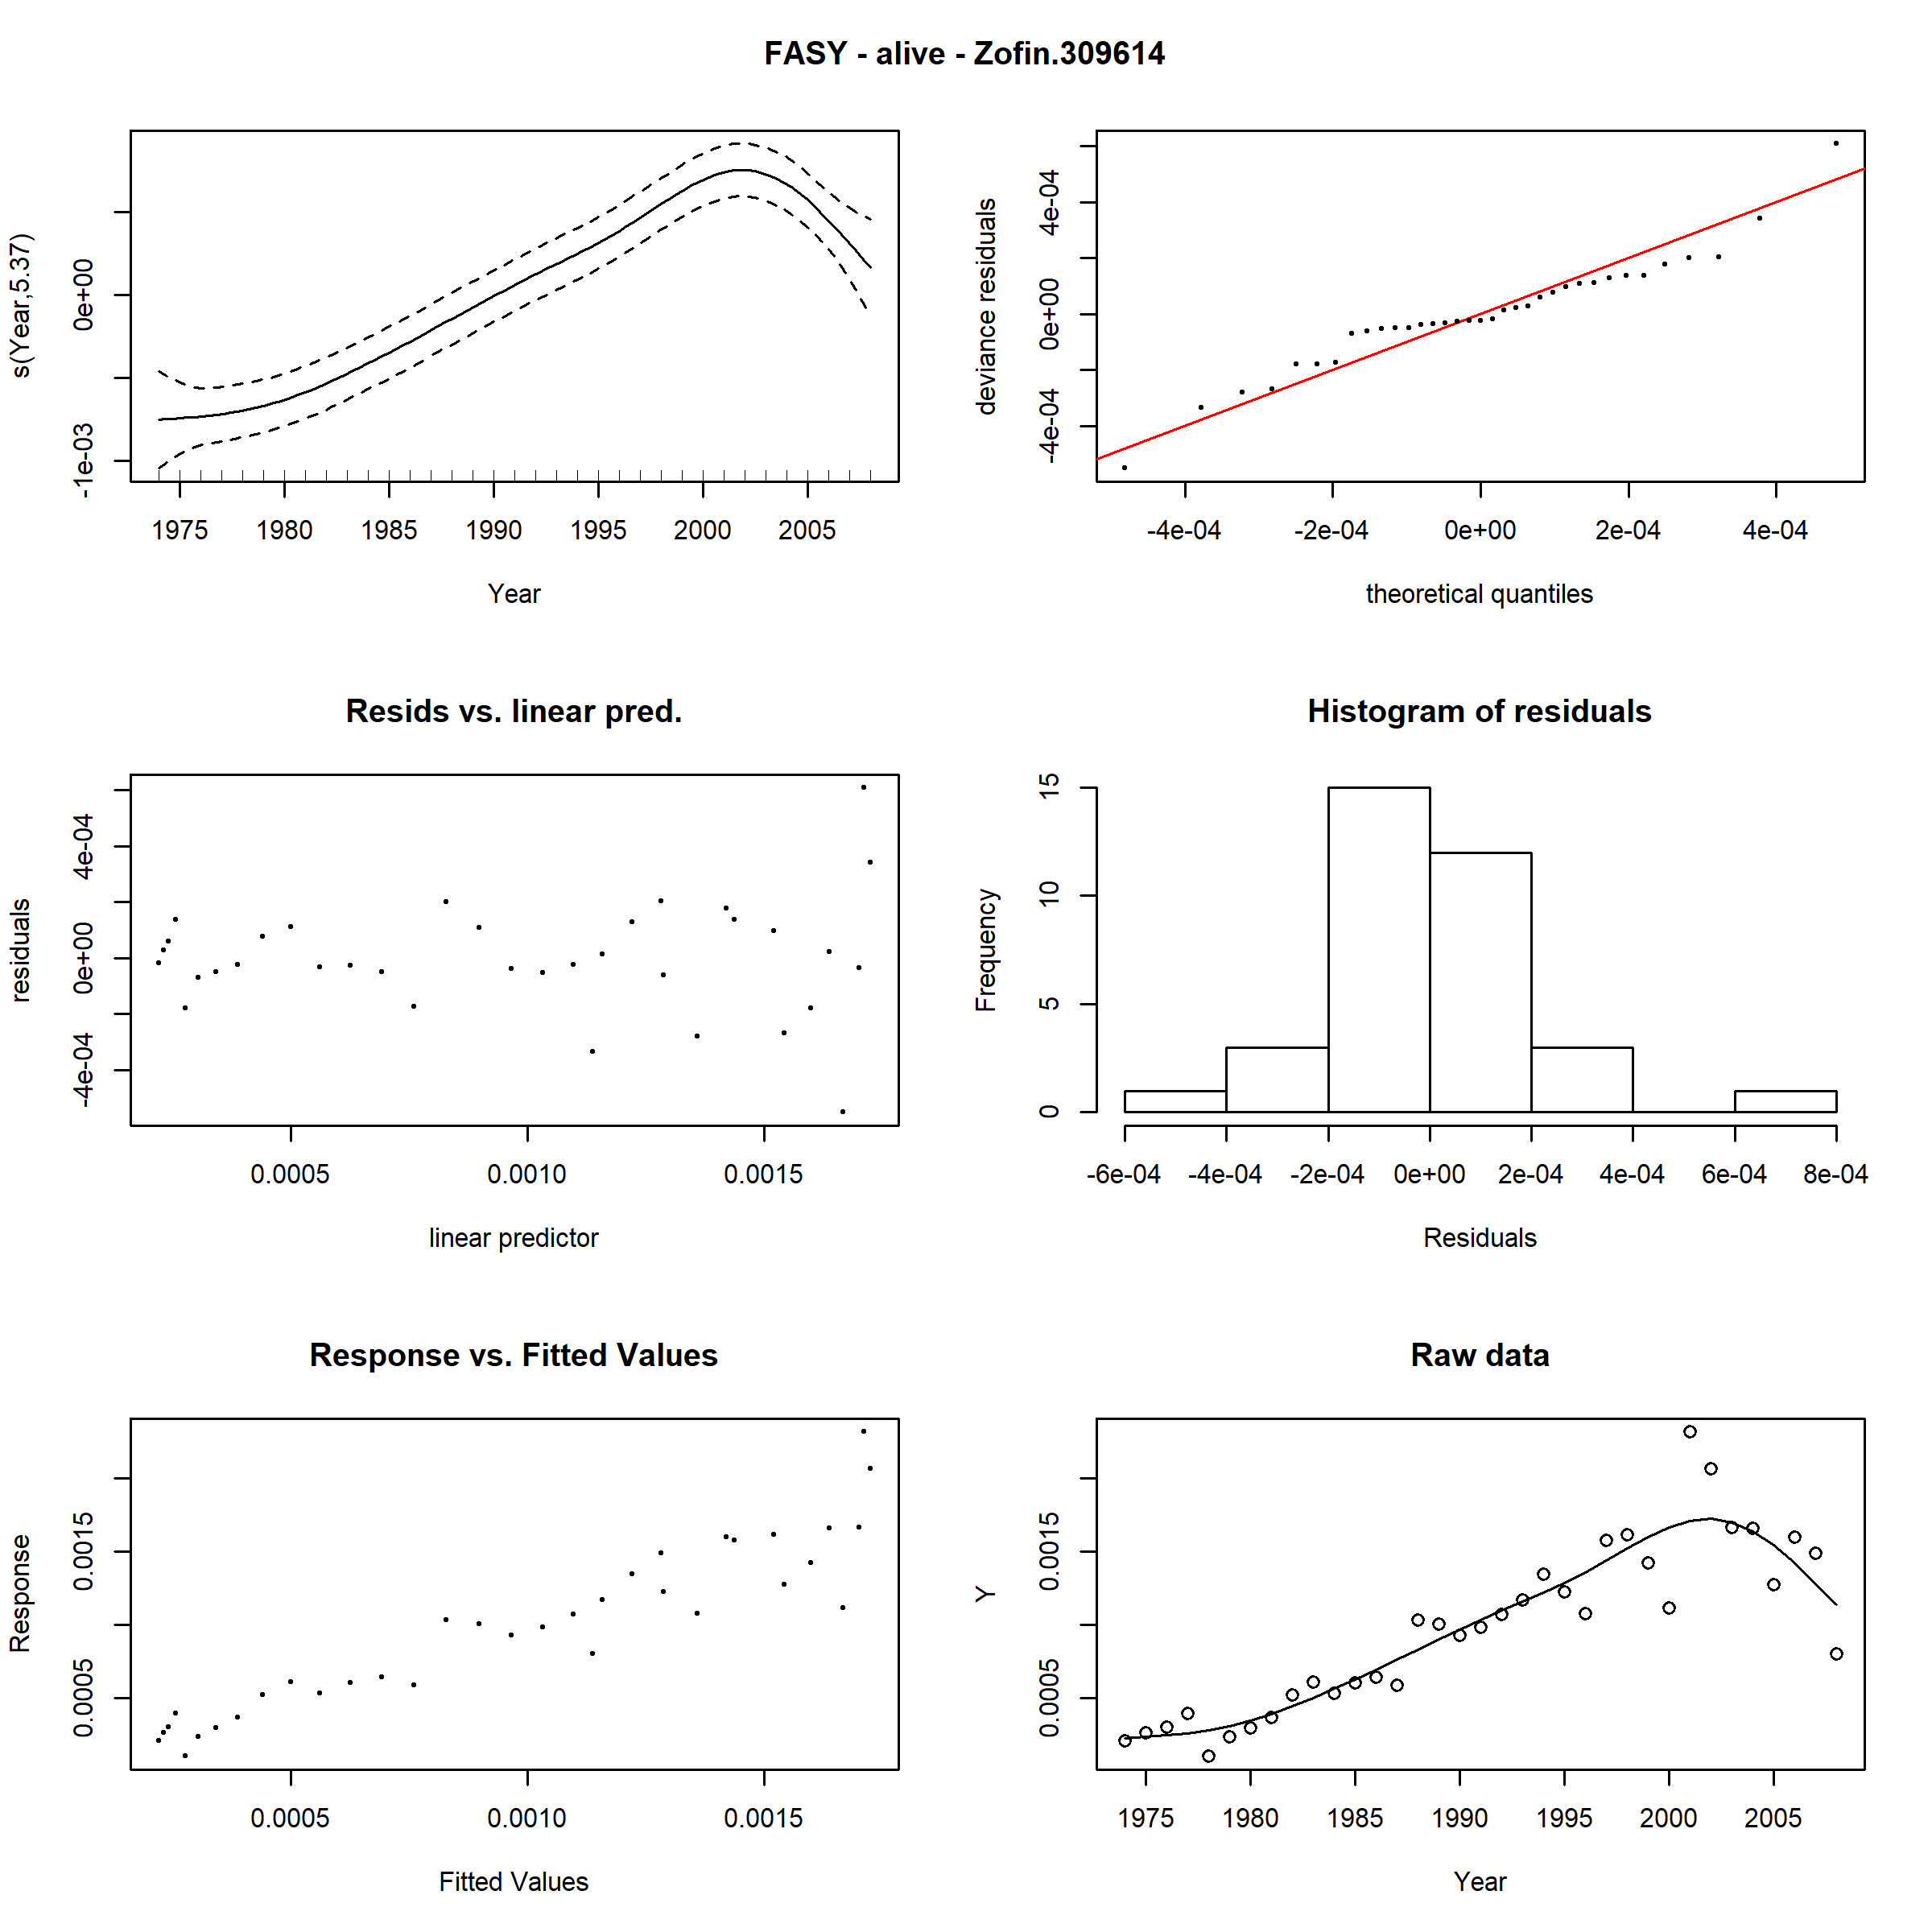 FASY - alive - Zofin.309614
s(Year,5.37)
0e+00
-1e-03
1975 1980 1985 1990 1995 2000 2005
Year
deviance residuals
4e-04
0e+00
-4e-04
-4e-04 -2e-04 0e+00 2e-04 4e-04
theoretical quantiles
Resids vs. linear pred.
residuals
4e-04
0e+00
-4e-04
0.0005 0.0010 0.0015
linear predictor
Histogram of residuals
Frequency
15
10
5
0
-6e-04 -4e-04 -2e-04 0e+00 2e-04 4e-04 6e-04 8e-04
Residuals
Response vs. Fitted Values
Response
0.0015
0.0005
0.0005 0.0010 0.0015
Fitted Values
Raw data
Y
0.0015
0.0005
1975 1980 1985 1990 1995 2000 2005
Year